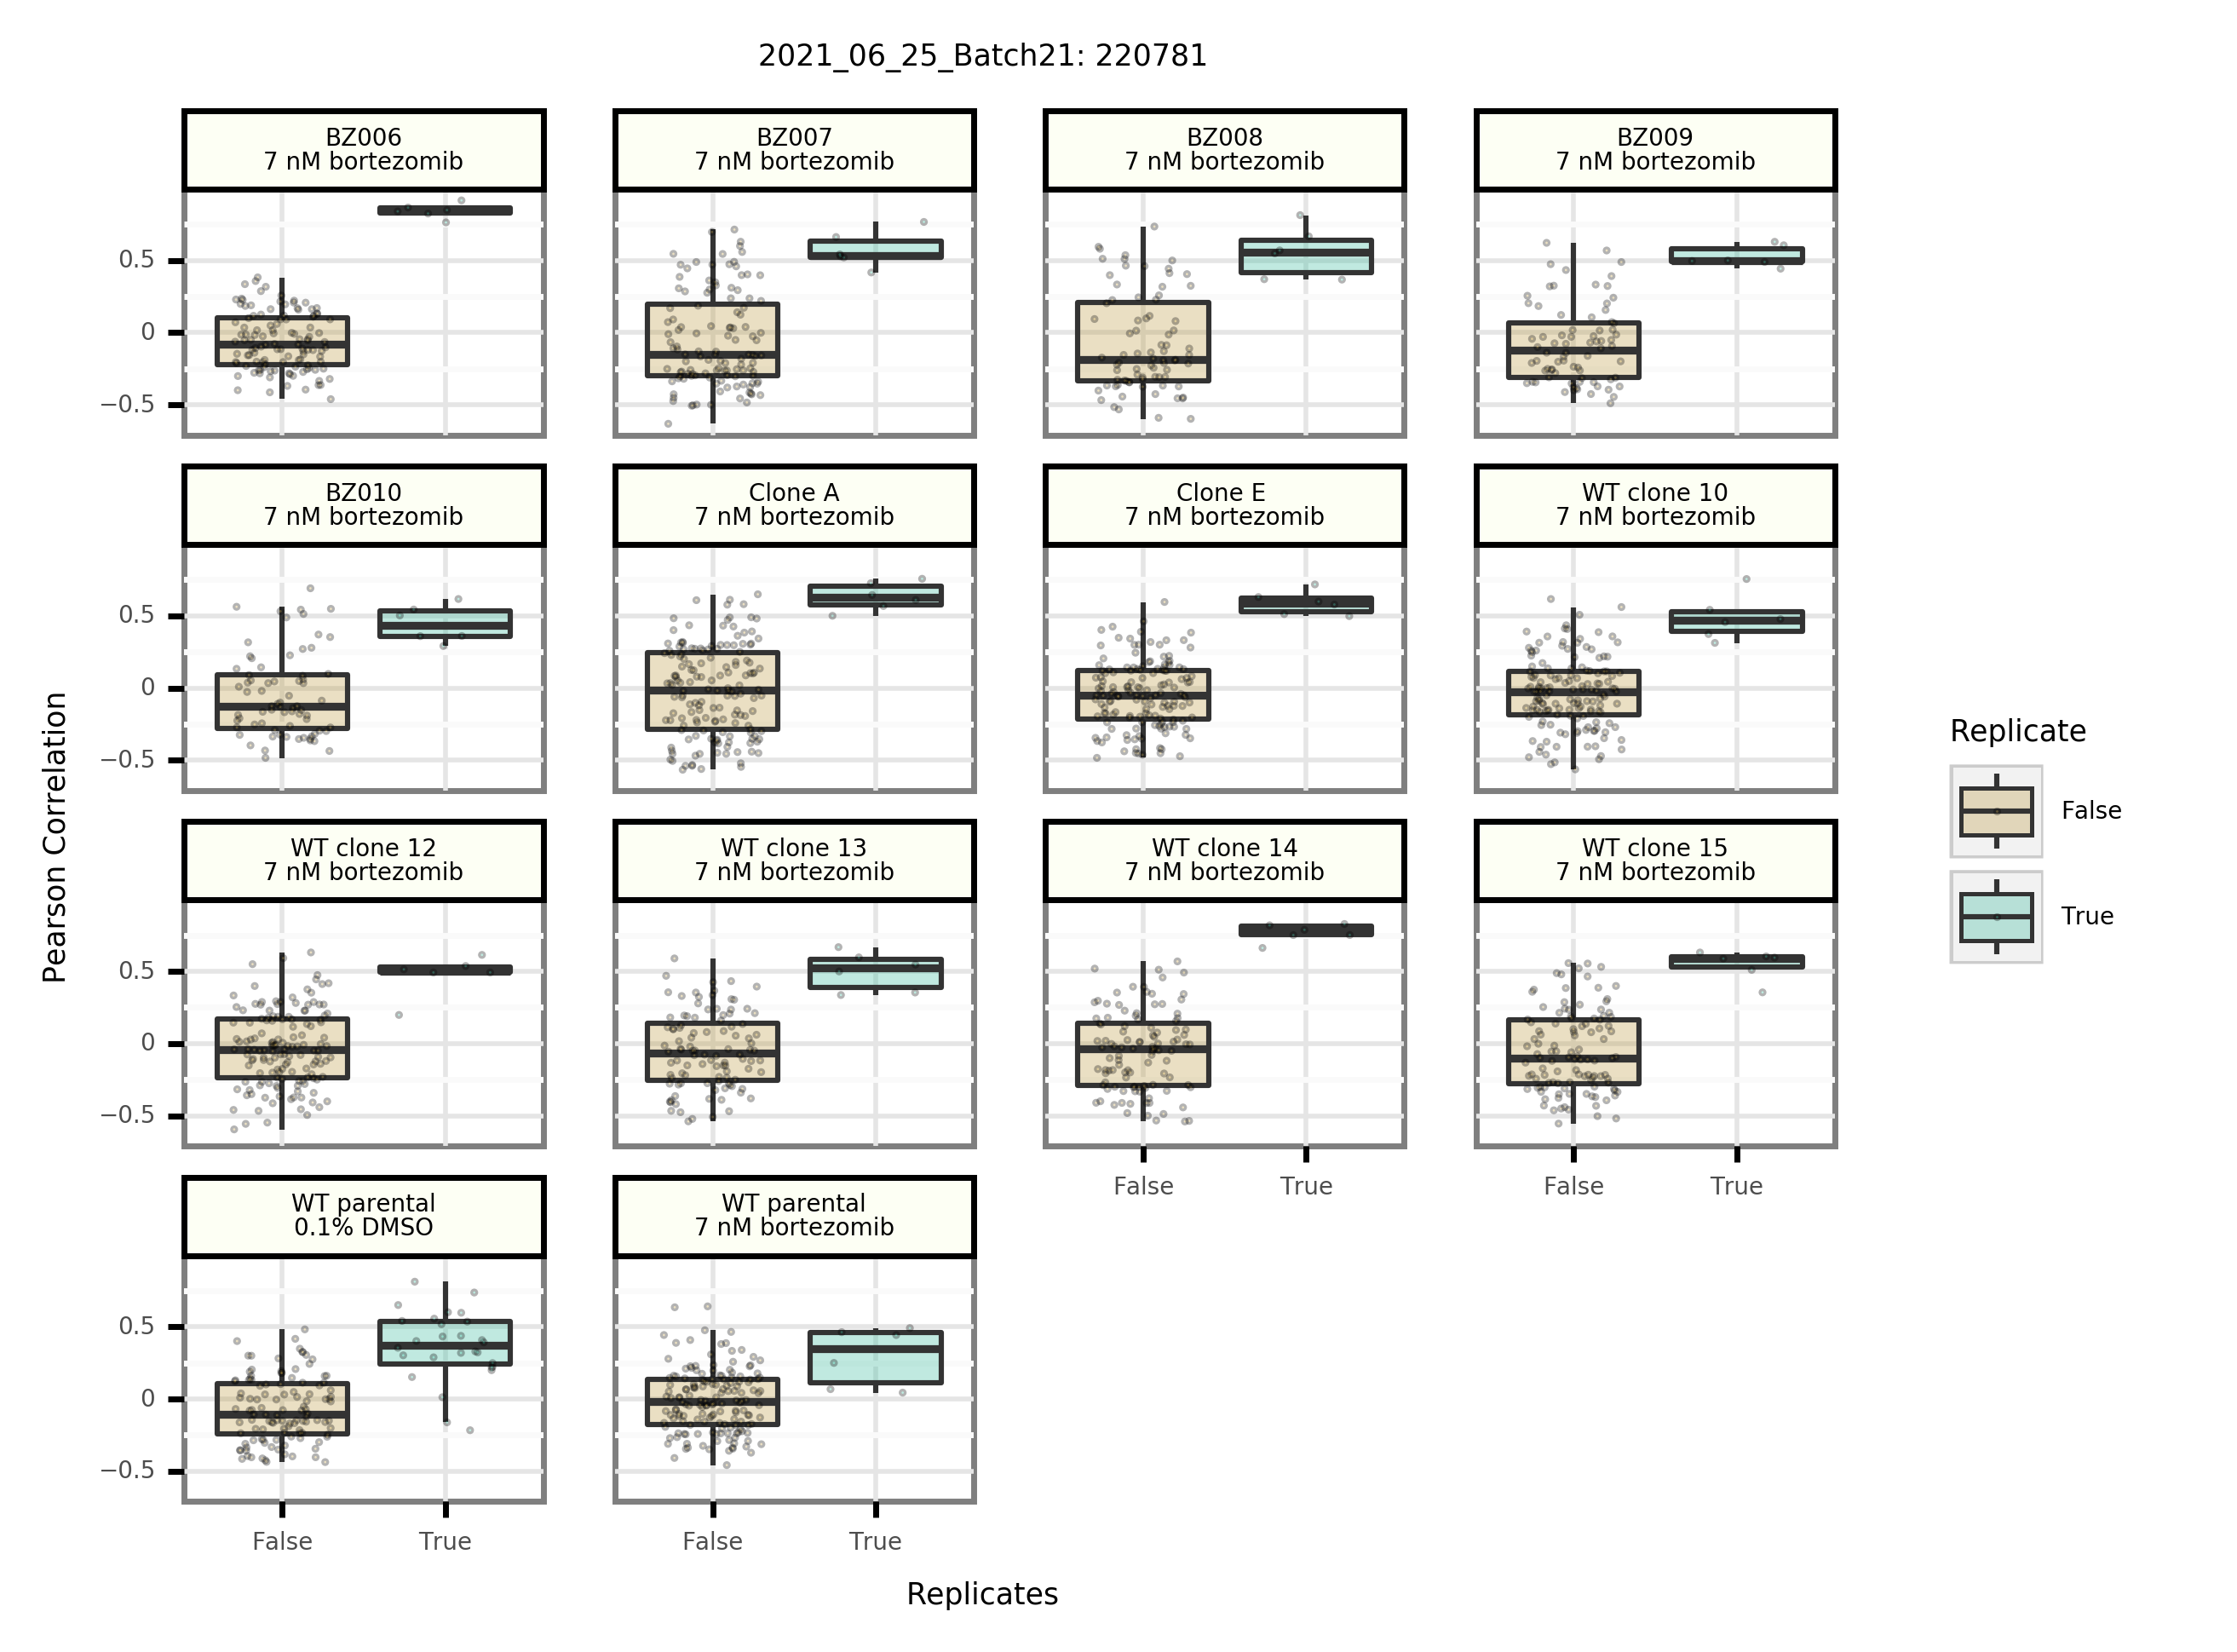 2021_06_25_Batch21: 220781
BZ006
7 nM bortezomib
BZ007
7 nM bortezomib
BZ008
7 nM bortezomib
BZ009
7 nM bortezomib
0.5
0
−0.5
BZ010
7 nM bortezomib
Clone A
7 nM bortezomib
Clone E
7 nM bortezomib
WT clone 10
7 nM bortezomib
0.5
0
−0.5
WT clone 12
7 nM bortezomib
WT clone 13
7 nM bortezomib
WT clone 14
7 nM bortezomib
WT clone 15
7 nM bortezomib
0.5
0
−0.5
False
True
False
True
WT parental
0.1% DMSO
WT parental
7 nM bortezomib
0.5
0
−0.5
False
True
False
True
Replicates
Pearson Correlation
Replicate
False
True